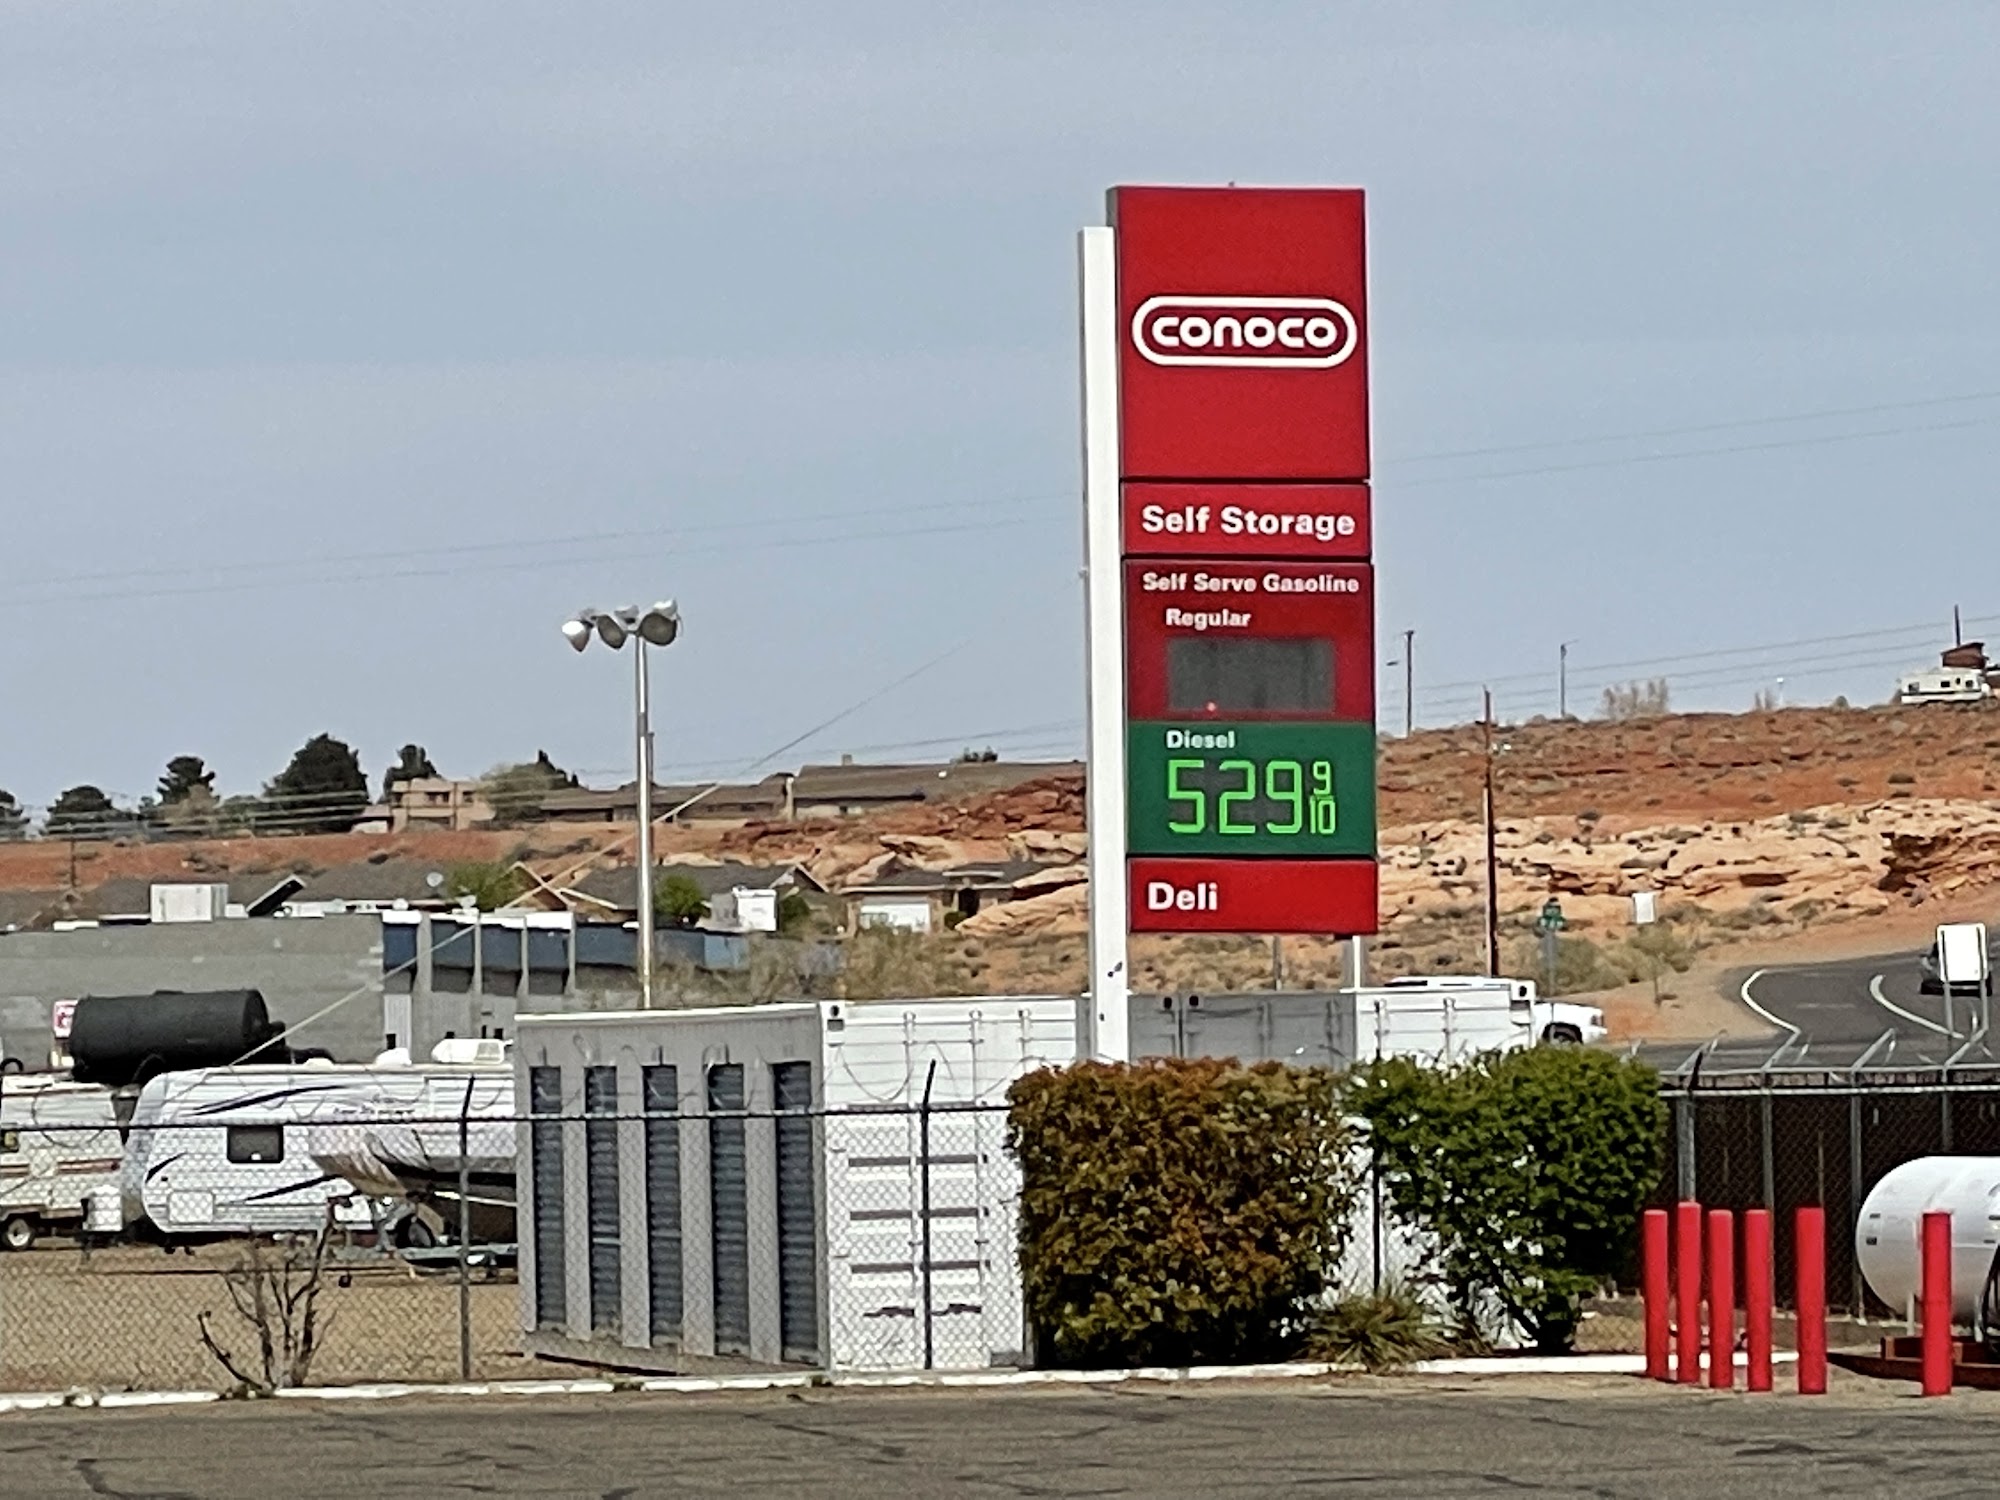 conoco
Self Storage
Self Serve Gasoline
Regular
Diesel
529 9/10
Deli